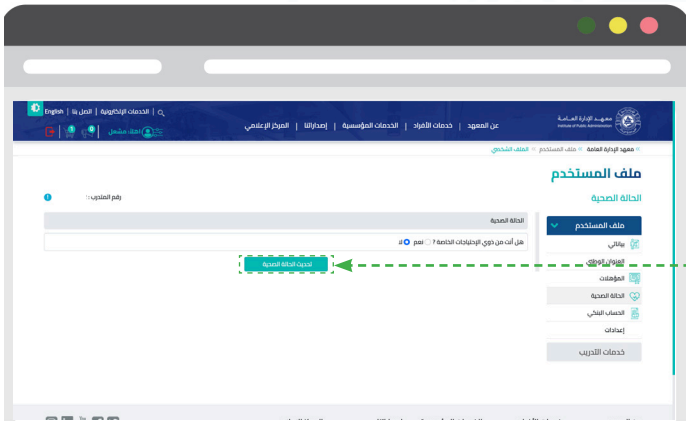 معهد الإدارة العامة
Institute of Public Administration
عن المعهد | خدمات الأفراد | الخدمات المؤسسية | إصداراتنا | المركز الإعلامي
الخدمات الإلكترونية | اتصل بنا | English
معهد الإدارة العامة » ملف المستخدم » الملف الشخصي
ملف المستخدم
الحالة الصحية
رقم المتدرب :
ملف المستخدم
بياناتي
العنوان الوطني
المؤهلات
الحالة الصحية
الحساب البنكي
إعدادات
خدمات التدريب
الحالة الصحية
هل أنت من ذوي الإحتياجات الخاصة ? نعم لا
تحديث الحالة الصحية